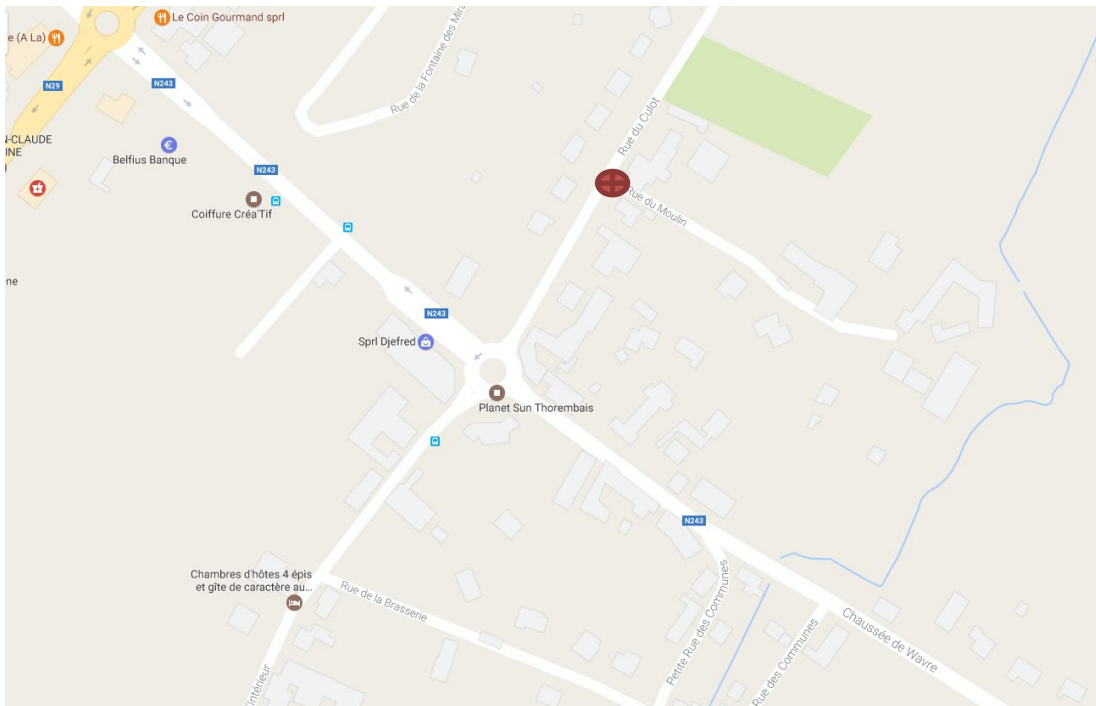 Le Coin Gourmand sprl
e (A La)
N29
N243
Rue de la Fontaine des Mira
Rue du Culot
N-CLAUDE
INE
Belfius Banque
N243
Coiffure Créa'Tif
Rue du Moulin
ne
N243
Sprl Djefred
Planet Sun Thorembais
N243
Chambres d'hôtes 4 épis
et gîte de caractère au...
Rue de la Brasserie
Petite Rue des Communes
Rue des Communes
Chaussée de Wavre
'Intérieur